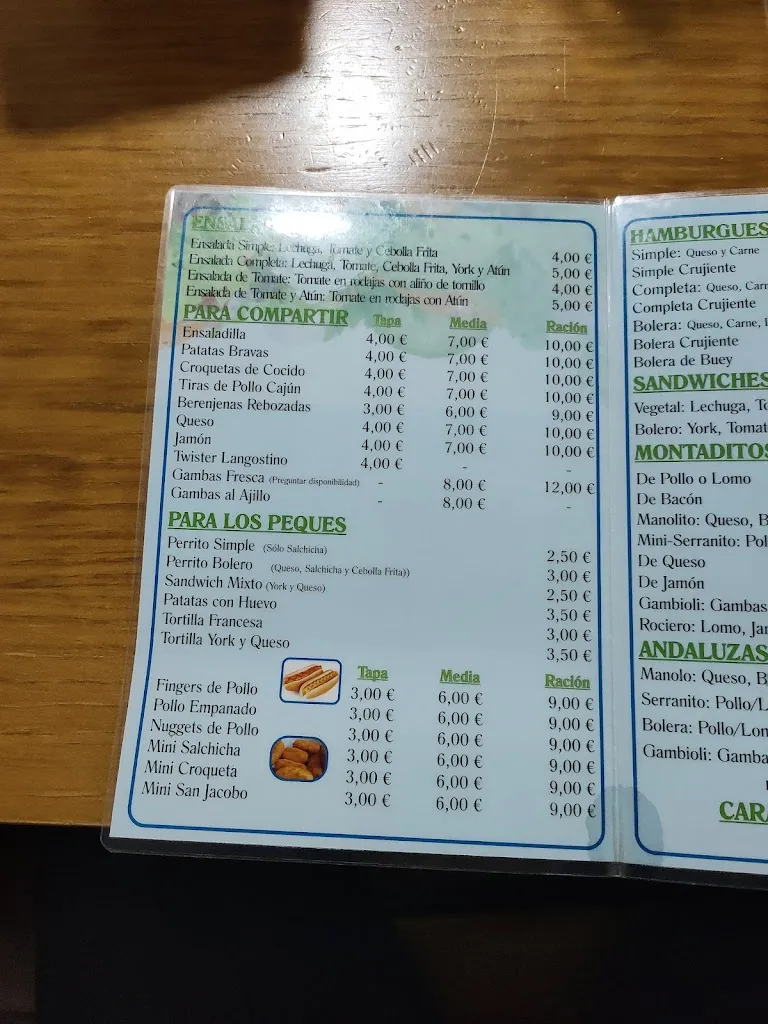 Ensalada Simple: Lechuga, Tomate y Cebolla Frita 4,00 €
Ensalada Completa: Lechuga, Tomate, Cebolla Frita, York y Atún 5,00 €
Ensalada de Tomate: Tomate en rodajas con aliño de tomillo 4,00 €
Ensalada de Tomate y Atún: Tomate en rodajas con Atún 5,00 €
PARA COMPARTIR Tapa Media Ración
Ensaladilla 4,00 € 7,00 € 10,00 €
Patatas Bravas 4,00 € 7,00 € 10,00 €
Croquetas de Cocido 4,00 € 7,00 € 10,00 €
Tiras de Pollo Cajún 4,00 € 7,00 € 10,00 €
Berenjenas Rebozadas 3,00 € 6,00 € 9,00 €
Queso 4,00 € 7,00 € 10,00 €
Jamón 4,00 € 7,00 € 10,00 €
Twister Langostino 4,00 € - -
Gambas Fresca (Preguntar disponibilidad) - 8,00 € 12,00 €
Gambas al Ajillo - 8,00 € -
PARA LOS PEQUES
Perrito Simple (Sólo Salchicha) 2,50 €
Perrito Bolero (Queso, Salchicha y Cebolla Frita)) 3,00 €
Sandwich Mixto (York y Queso) 2,50 €
Patatas con Huevo 3,50 €
Tortilla Francesa 3,00 €
Tortilla York y Queso 3,50 €
Tapa Media Ración
Fingers de Pollo 3,00 € 6,00 € 9,00 €
Pollo Empanado 3,00 € 6,00 € 9,00 €
Nuggets de Pollo 3,00 € 6,00 € 9,00 €
Mini Salchicha 3,00 € 6,00 € 9,00 €
Mini Croqueta 3,00 € 6,00 € 9,00 €
Mini San Jacobo 3,00 € 6,00 € 9,00 €
HAMBURGUES
Simple: Queso y Carne
Simple Crujiente
Completa: Queso, Carn
Completa Crujiente
Bolera: Queso, Carne,
Bolera Crujiente
Bolera de Buey
SANDWICHES
Vegetal: Lechuga, To
Bolero: York, Tomat
MONTADITOS
De Pollo o Lomo
De Bacón
Manolito: Queso, B
Mini-Serranito: Pol
De Queso
De Jamón
Gambioli: Gambas
Rociero: Lomo, Jam
ANDALUZAS
Manolo: Queso, B
Serranito: Pollo/L
Bolera: Pollo/Lom
Gambioli: Gamba
CARA